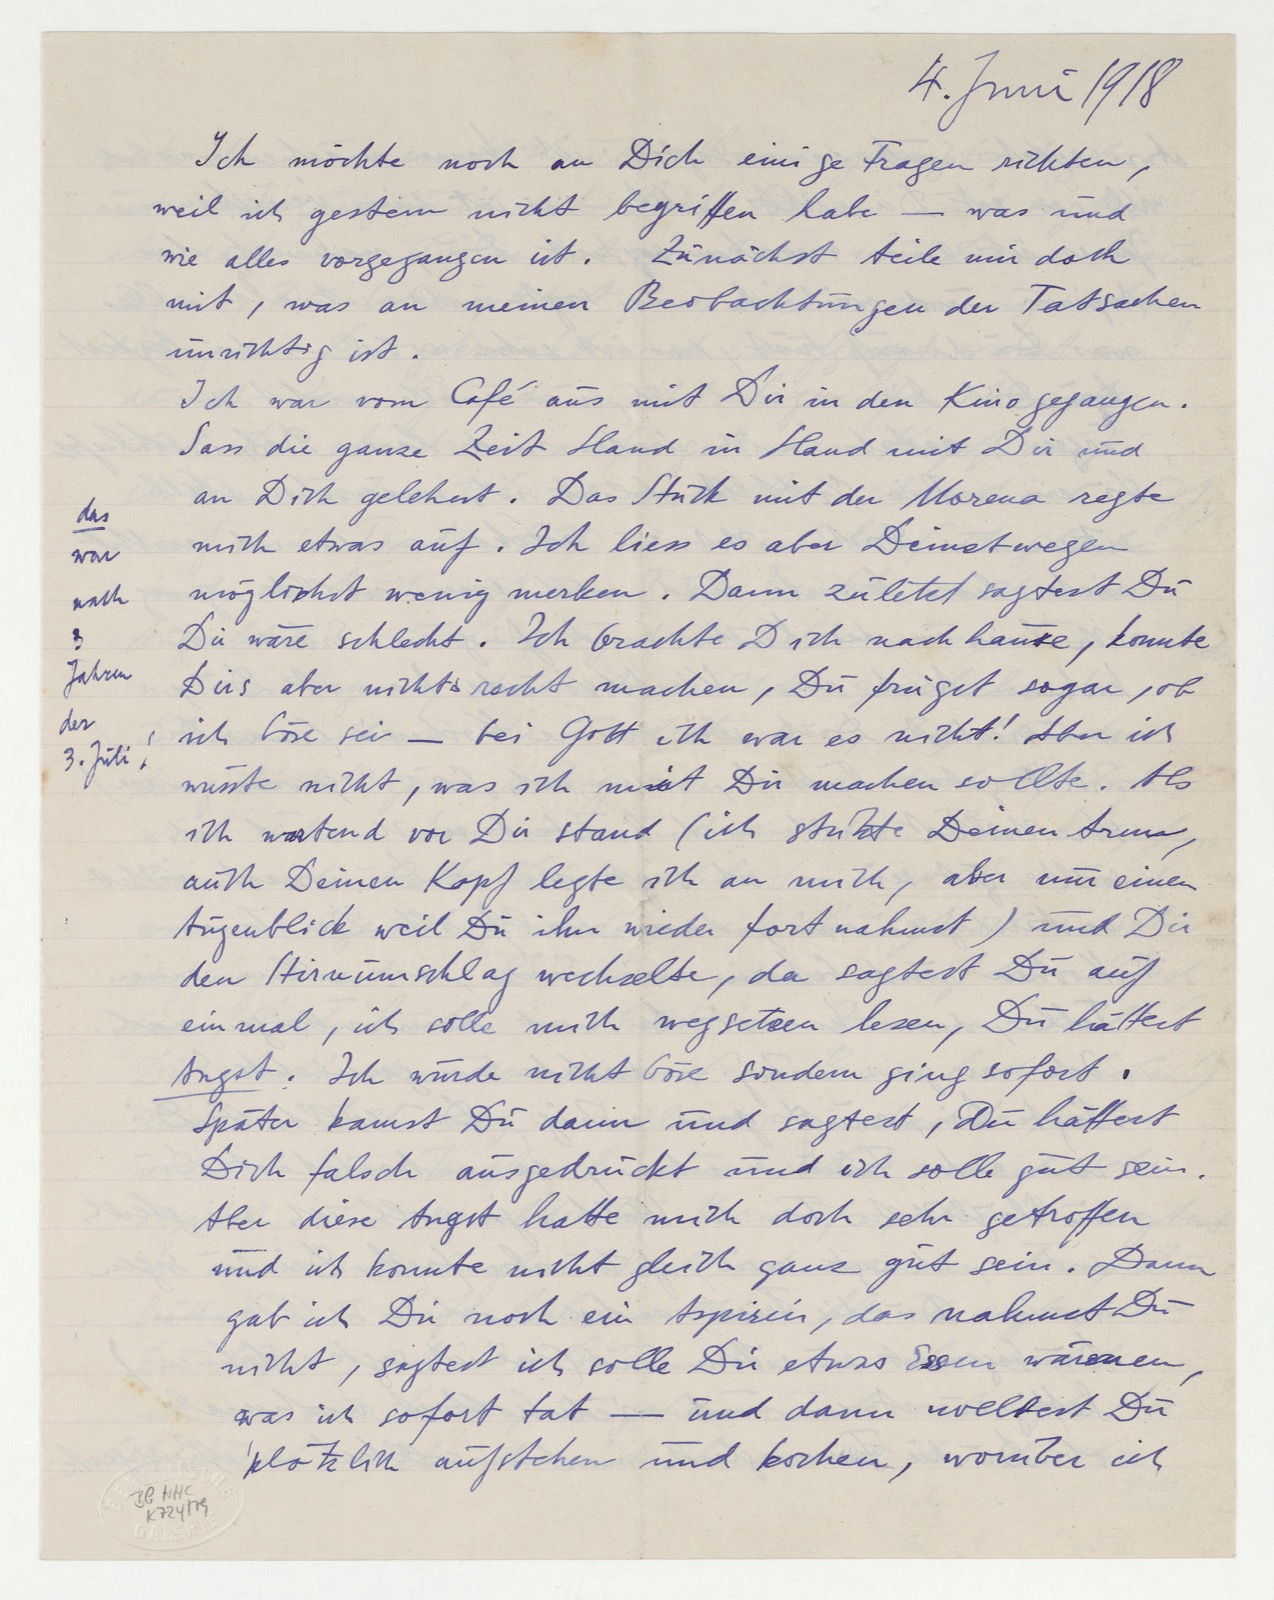 4. Juni 1918
Ich möchte noch an Dich einige Fragen richten,
weil ich gestern nicht begriffen habe — was und
wie alles vorgegangen ist. Zunächst teile mir doch
mit, was an meinen Beobachtungen der Tatsachen
unrichtig ist.
Ich war vom Café aus mit Dir in den Kino gegangen.
Sass die ganze Zeit Hand in Hand mit Dir und
an Dich gelehnt. Das Stück mit der Morena regte
mich etwas auf. Ich liess es aber Deinetwegen
möglichst wenig merken. Dann zuletzt sagtest Du
Dir wäre schlecht. Ich brachte Dich nach hause, konnte
Dirs aber nichts recht machen, Du frugst sogar, ob
ich böse sei — bei Gott ich war es nicht! Aber ich
wusste nicht, was ich mit Dir machen sollte. Als
ich wartend vor Dir stand (ich stützte Deinen Arm,
auch Deinen Kopf legte ich an mich, aber nur einen
Augenblick weil Du ihn wieder fort nahmst) und Dir
den Stirnumschlag wechselte, da sagtest Du auf
einmal, ich solle mich wegsetzen lesen, Du hättest
Angst. Ich wurde nicht böse sondern ging sofort.
Später kamst Du dann und sagtest, Du hättest
Dich falsch ausgedrückt und ich solle gut sein.
Aber diese Angst hatte mich doch sehr getroffen
und ich konnte nicht gleich ganz gut sein. Dann
gab ich Dir noch ein Aspirin, das nahmst Du
nicht, sagtest ich solle Dir etwas Essen wärmen,
was ich sofort tat — und dann wolltest Du
plötzlich aufstehen und kochen, worüber ich
das
war
nach
3
Jahren
der
3. Juli!
BG HHC
K 724/79
GALERIE